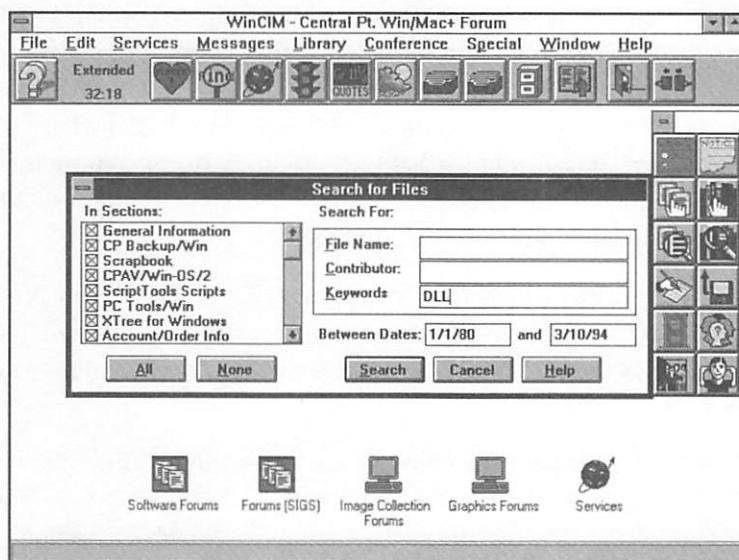 WinCIM - Central Pt. Win/Mac+ Forum
File Edit Services Messages Library Conference Special Window Help
Extended
32:18
QUOTES
Search for Files
In Sections:
General Information
CP Backup/Win
Scrapbook
CPAV/Win-OS/2
ScriptTools Scripts
PC Tools/Win
XTree for Windows
Account/Order Info
All None
Search For:
File Name:
Contributor:
Keywords DLL
Between Dates: 1/1/80 and 3/10/94
Search Cancel Help
Software Forums
Forums (SIGS)
Image Collection
Forums
Graphics Forums
Services